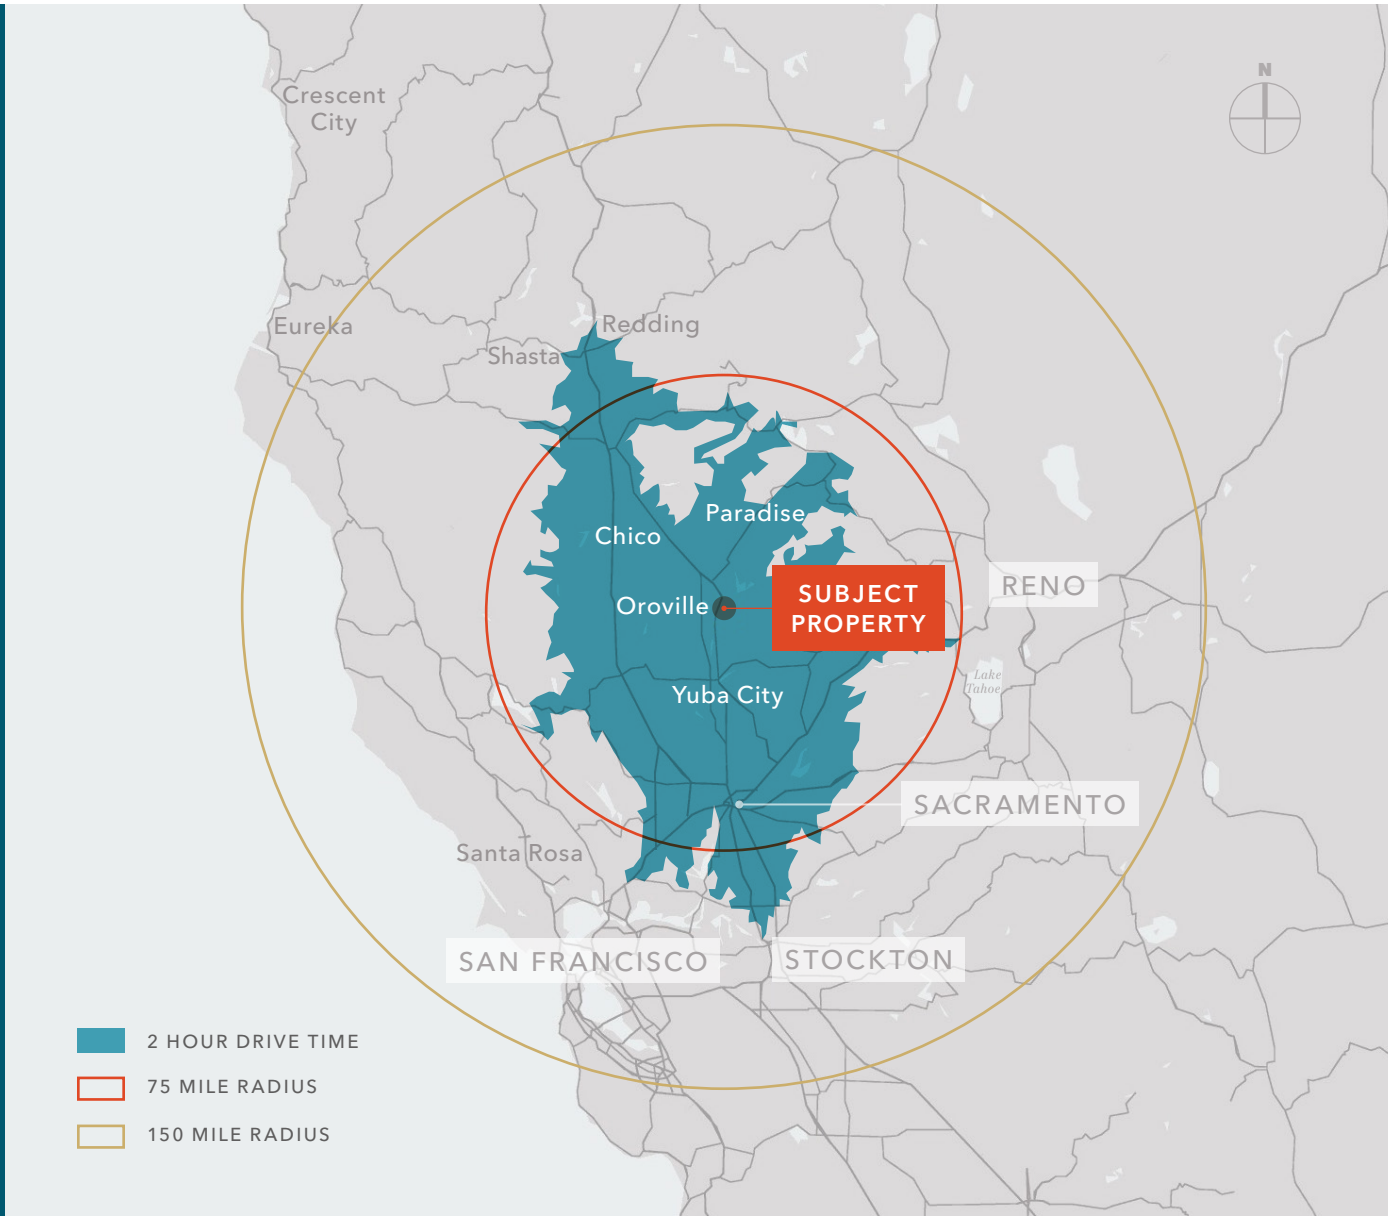 N
Crescent
City
Eureka
Redding
Shasta
Paradise
Chico
SUBJECT
PROPERTY
RENO
Oroville
Lake
Tahoe
Yuba City
SACRAMENTO
Santa Rosa
SAN FRANCISCO
STOCKTON
2 HOUR DRIVE TIME
75 MILE RADIUS
150 MILE RADIUS